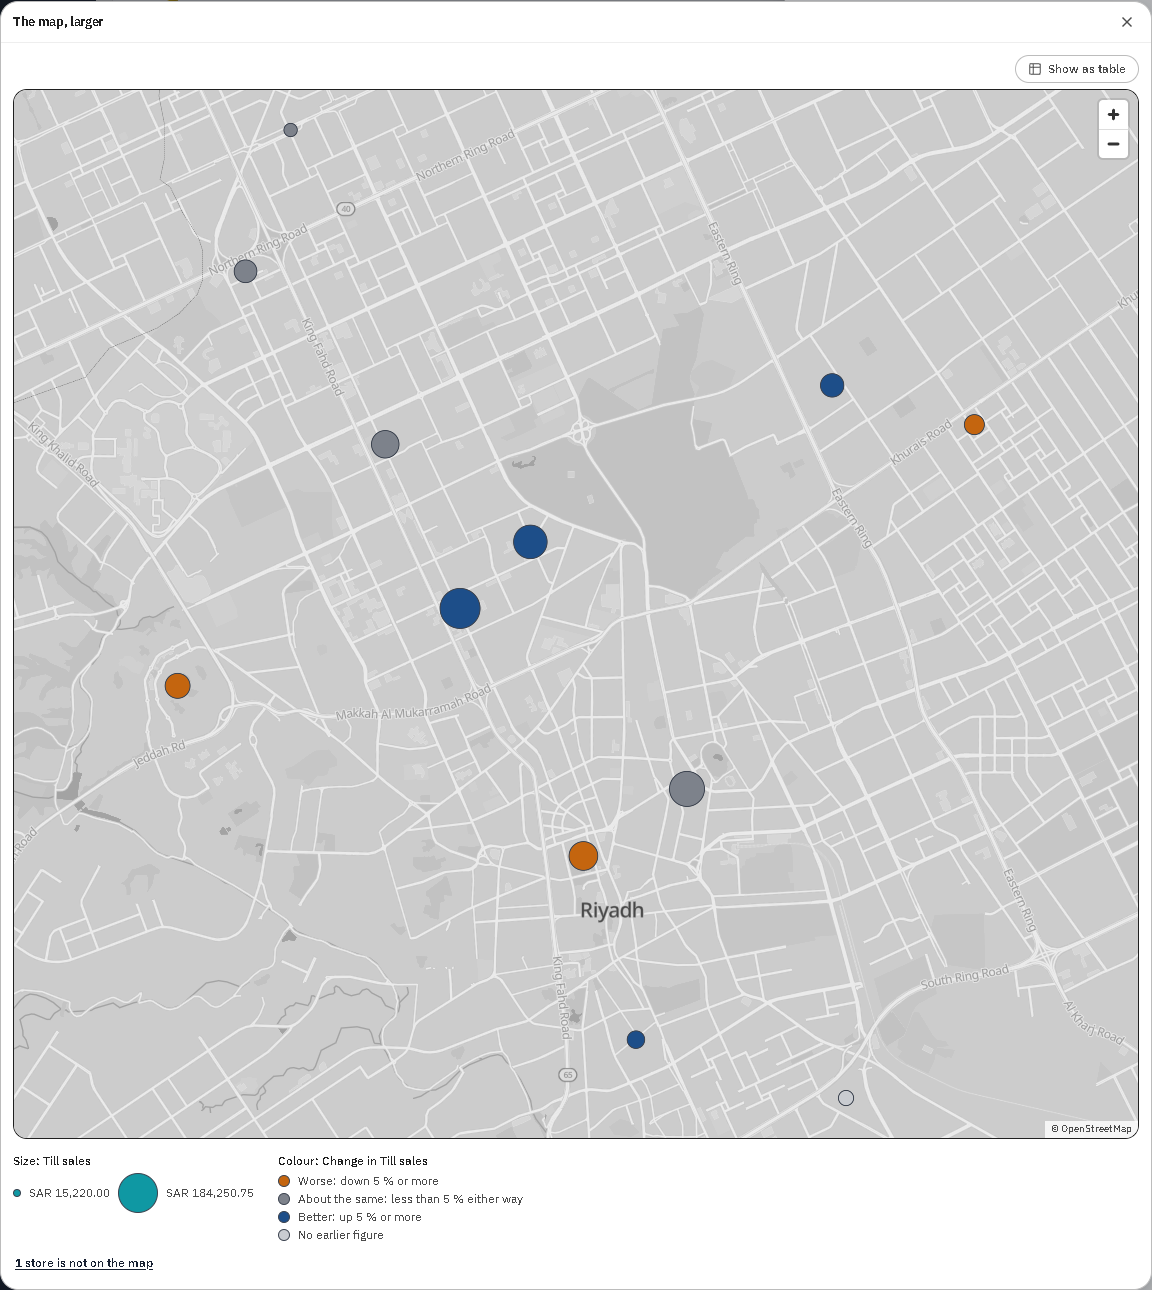 The map, larger
Show as table
Northern Ring Road
40
Northern Ring Road
Eastern Ring
King Fahd Road
King Khalid Road
Khurais Road
Eastern Ring
Makkah Al Mukarramah Road
Jeddah Rd
Road
Riyadh
Eastern Ring
King Fahd Road
South Ring Road
Al Kharj Road
65
© OpenStreetMap
Size: Till sales
SAR 15,220.00
SAR 184,250.75
Colour: Change in Till sales
Worse: down 5 % or more
About the same: less than 5 % either way
Better: up 5 % or more
No earlier figure
1 store is not on the map